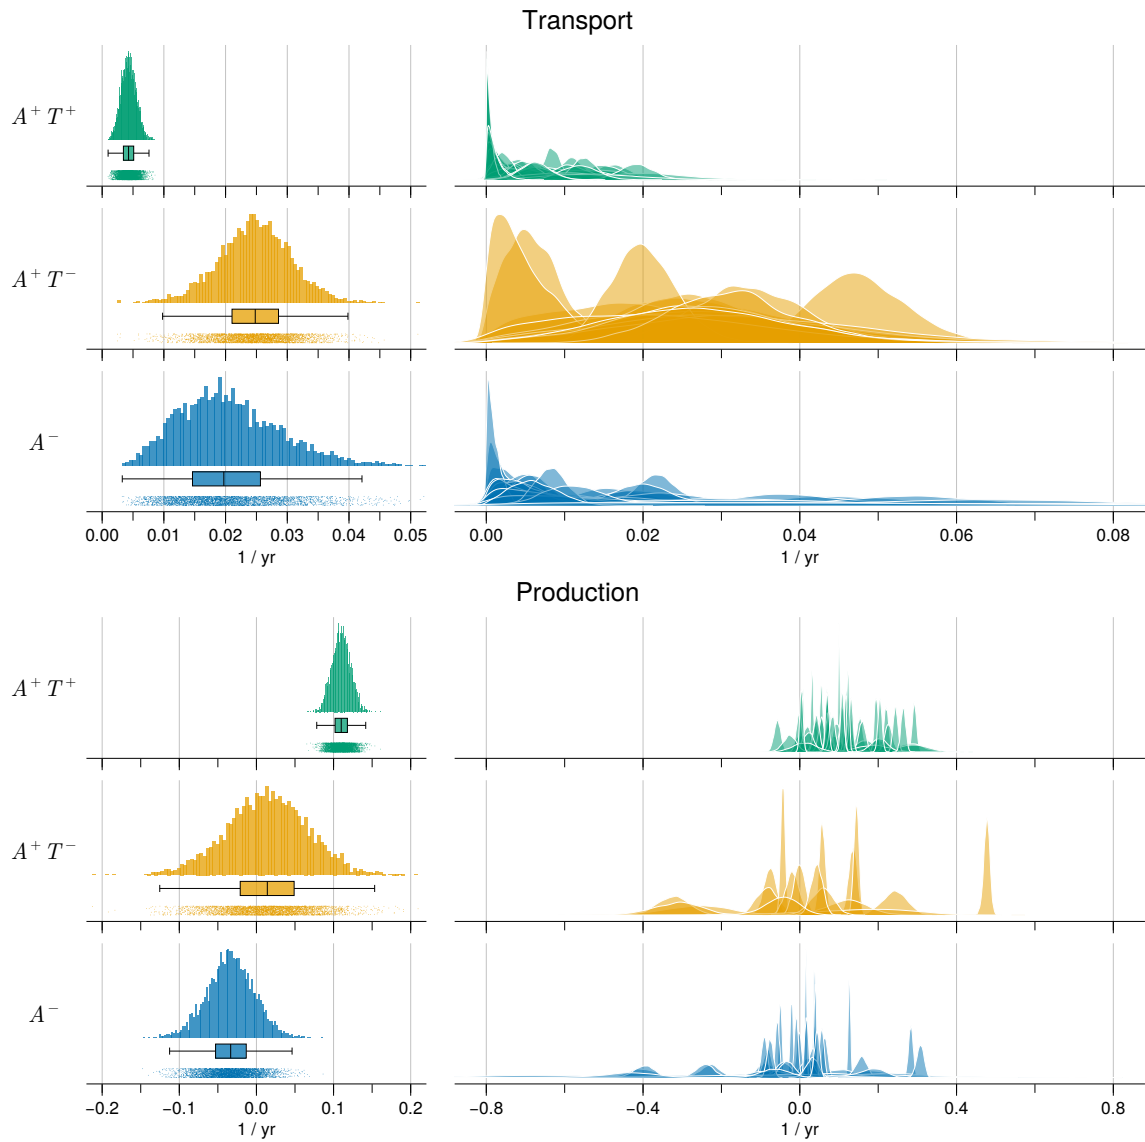 Transport
A⁺ T⁺
A⁺ T⁻
A⁻
0.00 0.01 0.02 0.03 0.04 0.05 0.00 0.02 0.04 0.06 0.08
1 / yr 1 / yr
Production
A⁺ T⁺
A⁺ T⁻
A⁻
−0.2 −0.1 0.0 0.1 0.2 −0.8 −0.4 0.0 0.4 0.8
1 / yr 1 / yr